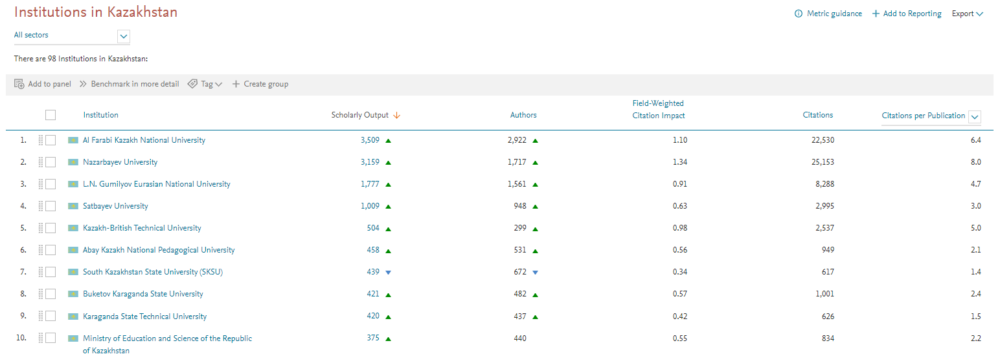 Institutions in Kazakhstan
Metric guidance Add to Reporting Export
All sectors
There are 98 Institutions in Kazakhstan:
Add to panel Benchmark in more detail Tag Create group
Institution Scholarly Output Authors Field-Weighted Citation Impact Citations Citations per Publication
1. Al Farabi Kazakh National University 3,509 2,922 1.10 22,530 6.4
2. Nazarbayev University 3,159 1,717 1.34 25,153 8.0
3. L.N. Gumilyov Eurasian National University 1,777 1,561 0.91 8,288 4.7
4. Satbayev University 1,009 948 0.63 2,995 3.0
5. Kazakh-British Technical University 504 299 0.98 2,537 5.0
6. Abay Kazakh National Pedagogical University 458 531 0.56 949 2.1
7. South Kazakhstan State University (SKSU) 439 672 0.34 617 1.4
8. Buketov Karaganda State University 421 482 0.57 1,001 2.4
9. Karaganda State Technical University 420 437 0.42 626 1.5
10. Ministry of Education and Science of the Republic 375 440 0.55 834 2.2
of Kazakhstan